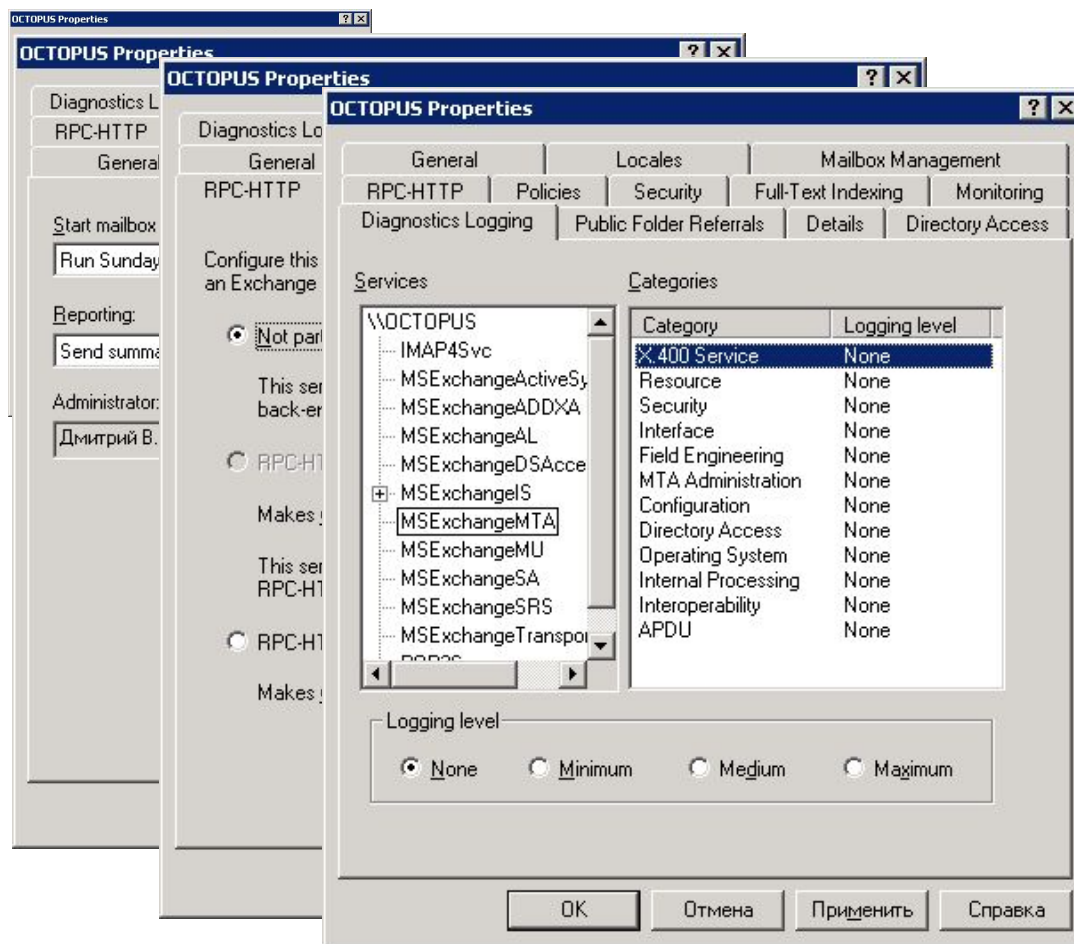 OCTOPUS Properties
OCTOPUS Properties
Diagnostics L
RPC-HTTP
General
Start mailbox
Run Sunday
Reporting:
Send summa
Administrator:
Дмитрий В.
OCTOPUS Properties
Diagnostics Lo
General
RPC-HTTP
Configure this
an Exchange
Not part
This ser
back-en
RPC-HT
Makes
This ser
RPC-HT
RPC-HT
Makes
OCTOPUS Properties
General Locales Mailbox Management
RPC-HTTP Policies Security Full-Text Indexing Monitoring
Diagnostics Logging Public Folder Referrals Details Directory Access
Services Categories
\\OCTOPUS
IMAP4Svc
MSExchangeActiveSy
MSExchangeADDXA
MSExchangeAL
MSExchangeDSAcce
MSExchangeIS
MSExchangeMTA
MSExchangeMU
MSExchangeSA
MSExchangeSRS
MSExchangeTranspor
Category Logging level
X.400 Service None
Resource None
Security None
Interface None
Field Engineering None
MTA Administration None
Configuration None
Directory Access None
Operating System None
Internal Processing None
Interoperability None
APDU None
Logging level
None Minimum Medium Maximum
OK Отмена Применить Справка